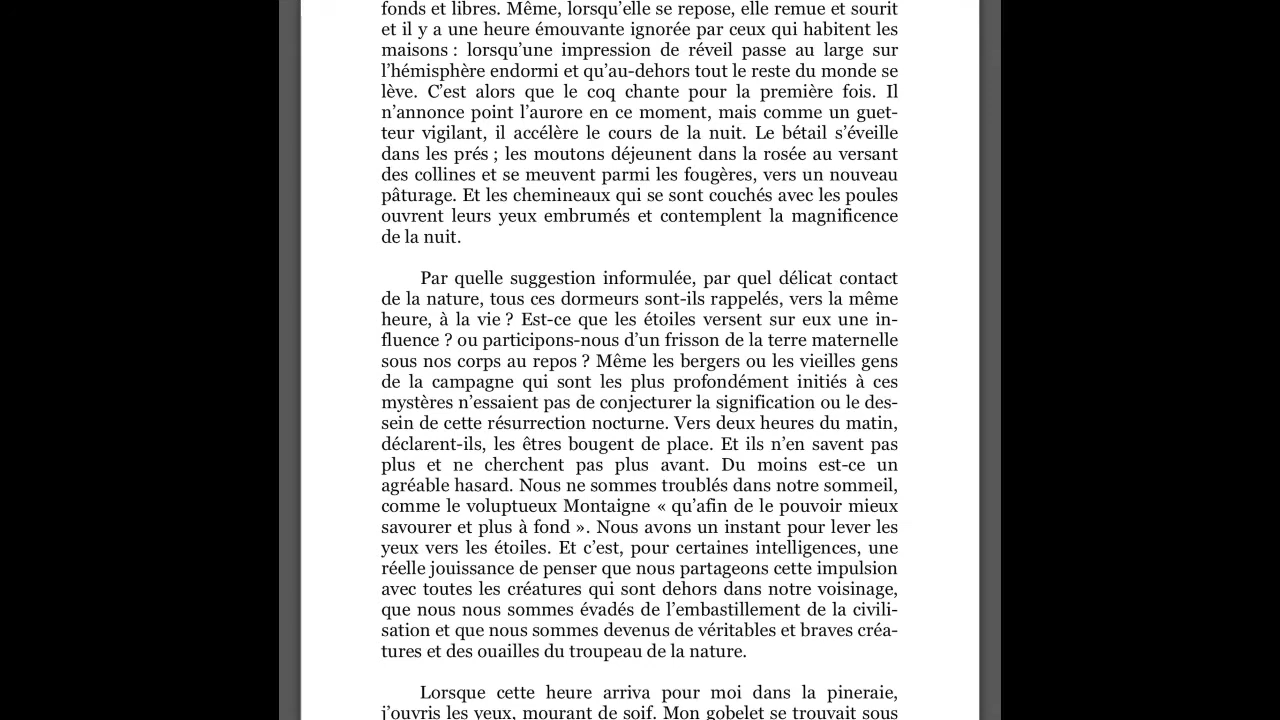 fonds et libres. Même, lorsqu’elle se repose, elle remue et sourit
et il y a une heure émouvante ignorée par ceux qui habitent les
maisons : lorsqu’une impression de réveil passe au large sur
l’hémisphère endormi et qu’au-dehors tout le reste du monde se
lève. C’est alors que le coq chante pour la première fois. Il
n’annonce point l’aurore en ce moment, mais comme un guet-
teur vigilant, il accélère le cours de la nuit. Le bétail s’éveille
dans les prés ; les moutons déjeunent dans la rosée au versant
des collines et se meuvent parmi les fougères, vers un nouveau
pâturage. Et les chemineaux qui se sont couchés avec les poules
ouvrent leurs yeux embrumés et contemplent la magnificence
de la nuit.
Par quelle suggestion informulée, par quel délicat contact
de la nature, tous ces dormeurs sont-ils rappelés, vers la même
heure, à la vie ? Est-ce que les étoiles versent sur eux une in-
fluence ? ou participons-nous d’un frisson de la terre maternelle
sous nos corps au repos ? Même les bergers ou les vieilles gens
de la campagne qui sont les plus profondément initiés à ces
mystères n’essaient pas de conjecturer la signification ou le des-
sein de cette résurrection nocturne. Vers deux heures du matin,
déclarent-ils, les êtres bougent de place. Et ils n’en savent pas
plus et ne cherchent pas plus avant. Du moins est-ce un
agréable hasard. Nous ne sommes troublés dans notre sommeil,
comme le voluptueux Montaigne « qu’afin de le pouvoir mieux
savourer et plus à fond ». Nous avons un instant pour lever les
yeux vers les étoiles. Et c’est, pour certaines intelligences, une
réelle jouissance de penser que nous partageons cette impulsion
avec toutes les créatures qui sont dehors dans notre voisinage,
que nous nous sommes évadés de l’embastillement de la civili-
sation et que nous sommes devenus de véritables et braves créa-
tures et des ouailles du troupeau de la nature.
Lorsque cette heure arriva pour moi dans la pineraie,
j’ouvris les yeux, mourant de soif. Mon gobelet se trouvait sous